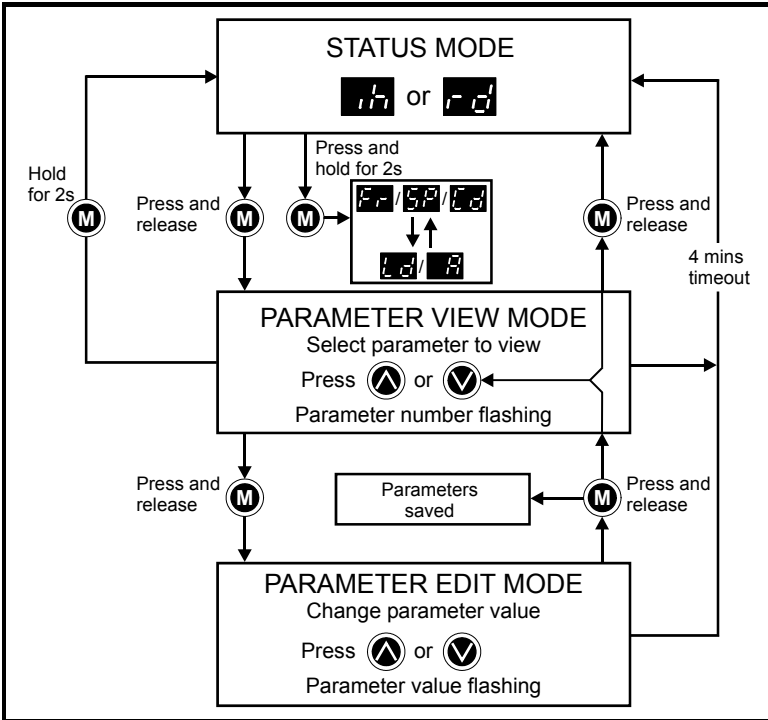 STATUS MODE
ih or rd
Hold
for 2s
M
Press and
release
M
Press and
hold for 2s
M
Fr/SP/Cd
Ld/A
M
Press and
release
4 mins
timeout
PARAMETER VIEW MODE
Select parameter to view
Press or
Parameter number flashing
Press and
release
M
Parameters
saved
M
Press and
release
PARAMETER EDIT MODE
Change parameter value
Press or
Parameter value flashing